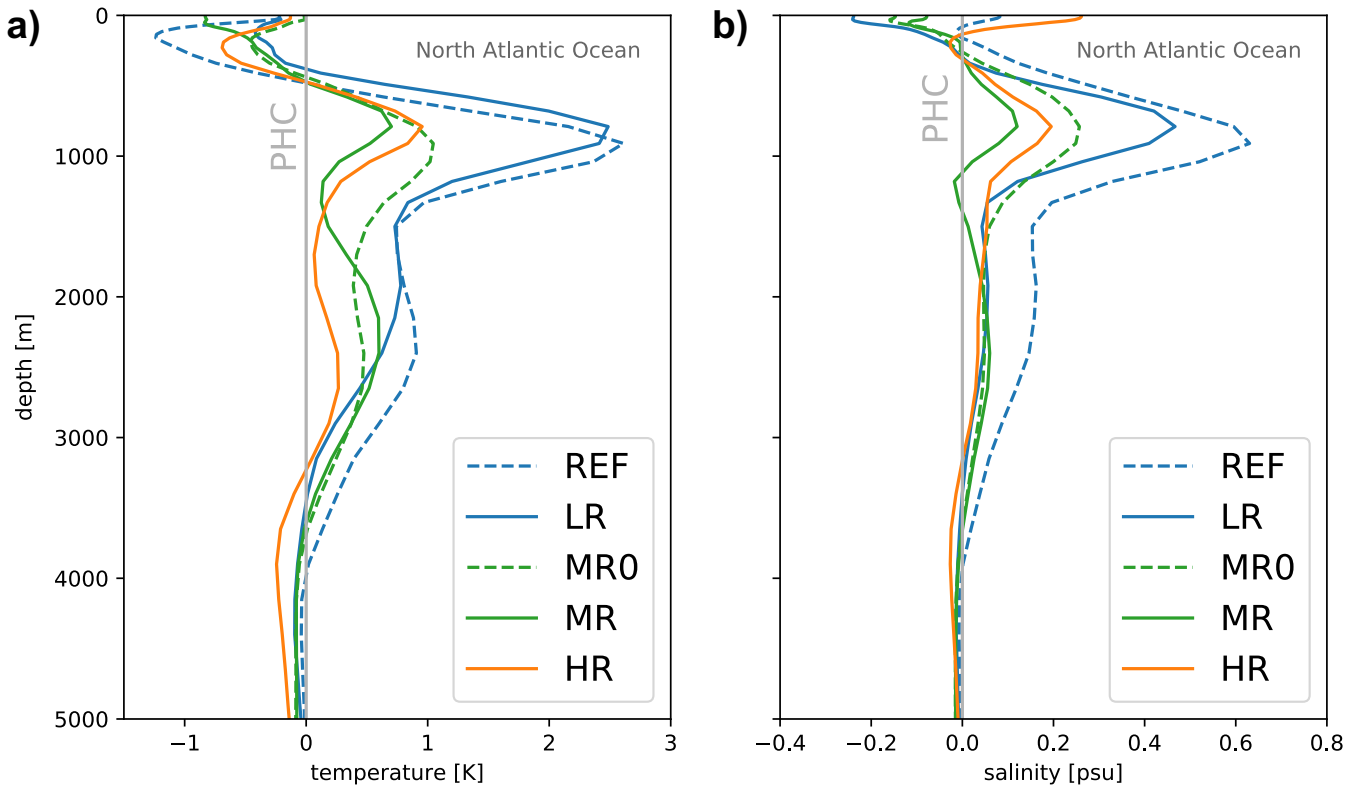 a)
North Atlantic Ocean
PHC
0
1000
2000
3000
4000
5000
depth [m]
REF
LR
MR0
MR
HR
−1 0 1 2 3
temperature [K]
b)
North Atlantic Ocean
PHC
REF
LR
MR0
MR
HR
−0.4 −0.2 0.0 0.2 0.4 0.6 0.8
salinity [psu]